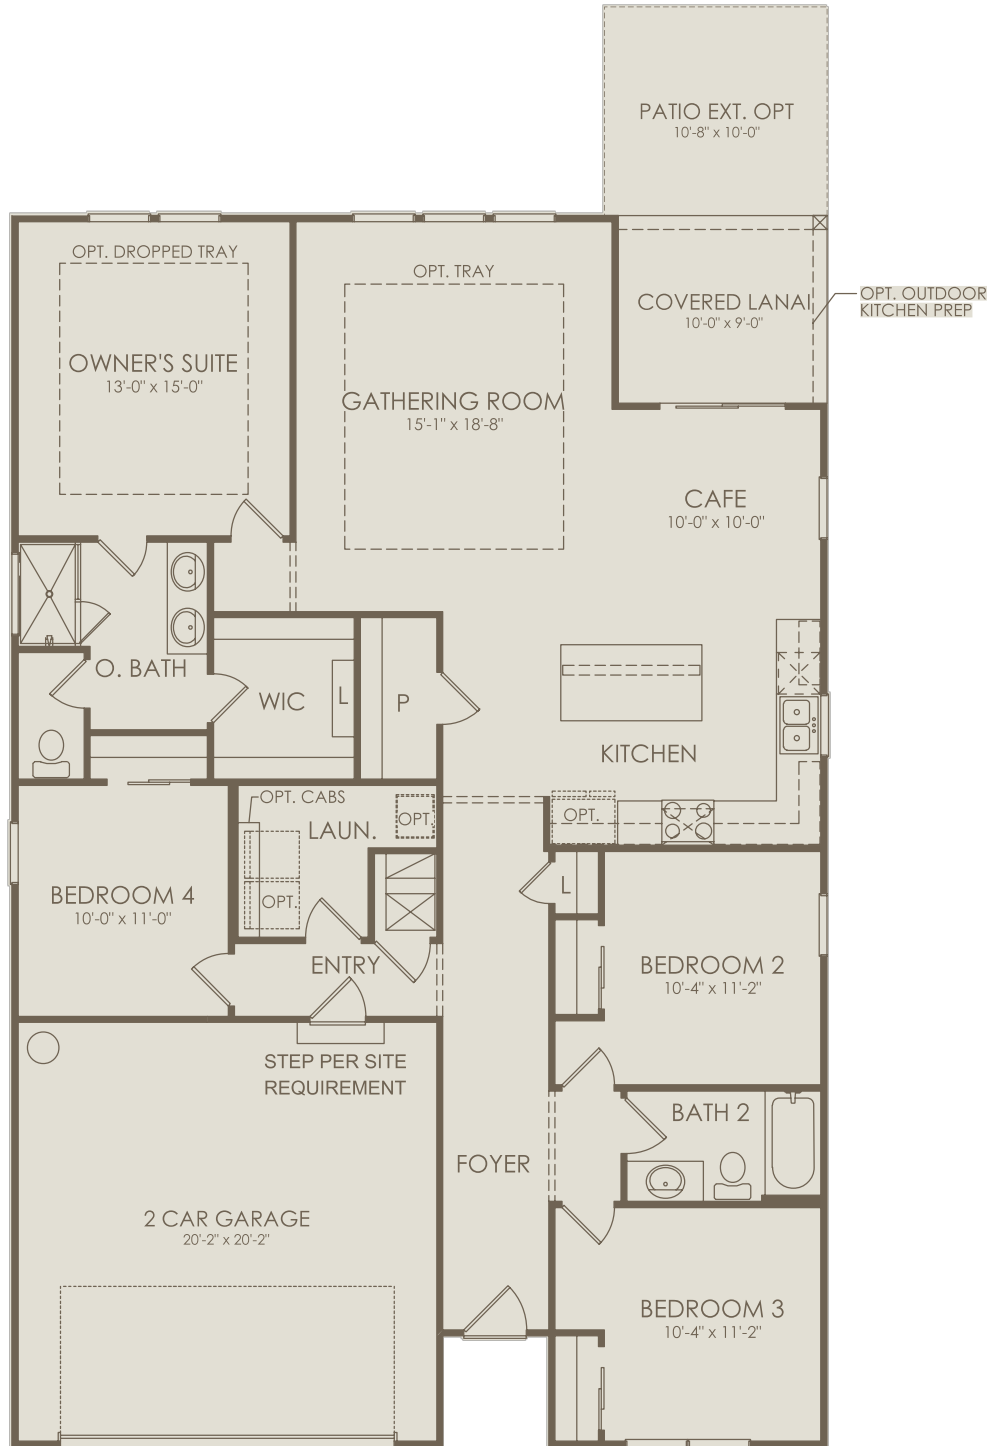 PATIO EXT. OPT
10'-8" x 10'-0"
OPT. DROPPED TRAY
OPT. TRAY
COVERED LANAI
10'-0" x 9'-0"
OPT. OUTDOOR
KITCHEN PREP
OWNER'S SUITE
13'-0" x 15'-0"
GATHERING ROOM
15'-1" x 18'-8"
CAFE
10'-0" x 10'-0"
O. BATH
WIC
L
P
KITCHEN
OPT. CABS
LAUN.
OPT.
OPT.
OPT.
BEDROOM 4
10'-0" x 11'-0"
L
ENTRY
BEDROOM 2
10'-4" x 11'-2"
STEP PER SITE
REQUIREMENT
BATH 2
FOYER
2 CAR GARAGE
20'-2" x 20'-2"
BEDROOM 3
10'-4" x 11'-2"